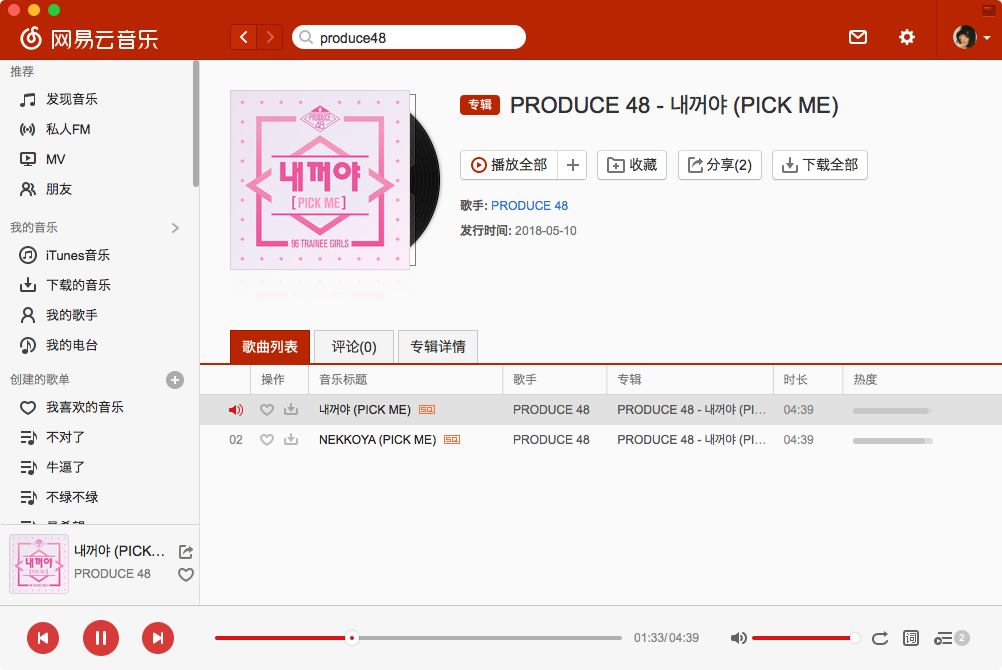 网易云音乐
produce48
推荐
发现音乐
私人FM
MV
朋友
我的音乐
iTunes音乐
下载的音乐
我的歌手
我的电台
创建的歌单
我喜欢的音乐
不对了
牛逼了
不绿不绿
PRODUCE
48
내꺼야
[PICK ME]
96 TRAINEE GIRLS
专辑 PRODUCE 48 - 내꺼야 (PICK ME)
播放全部 收藏 分享(2) 下载全部
歌手: PRODUCE 48
发行时间: 2018-05-10
歌曲列表 评论(0) 专辑详情
操作 音乐标题 歌手 专辑 时长 热度
내꺼야 (PICK ME) SQ PRODUCE 48 PRODUCE 48 - 내꺼야 (PI... 04:39
02 NEKKOYA (PICK ME) SQ PRODUCE 48 PRODUCE 48 - 내꺼야 (PI... 04:39
내꺼야
내꺼야 (PICK...
PRODUCE 48
01:33/04:39
词
2